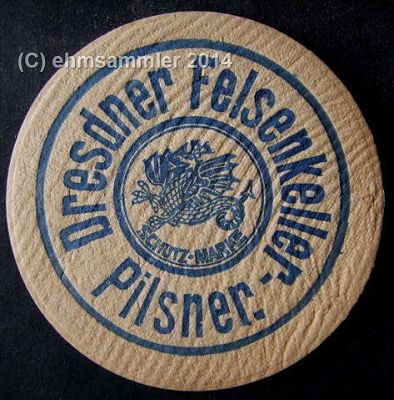 (C) ehmsammler 2014
Dresdner Felsenkeller-
Pilsner.
SCHUTZ-MARKE